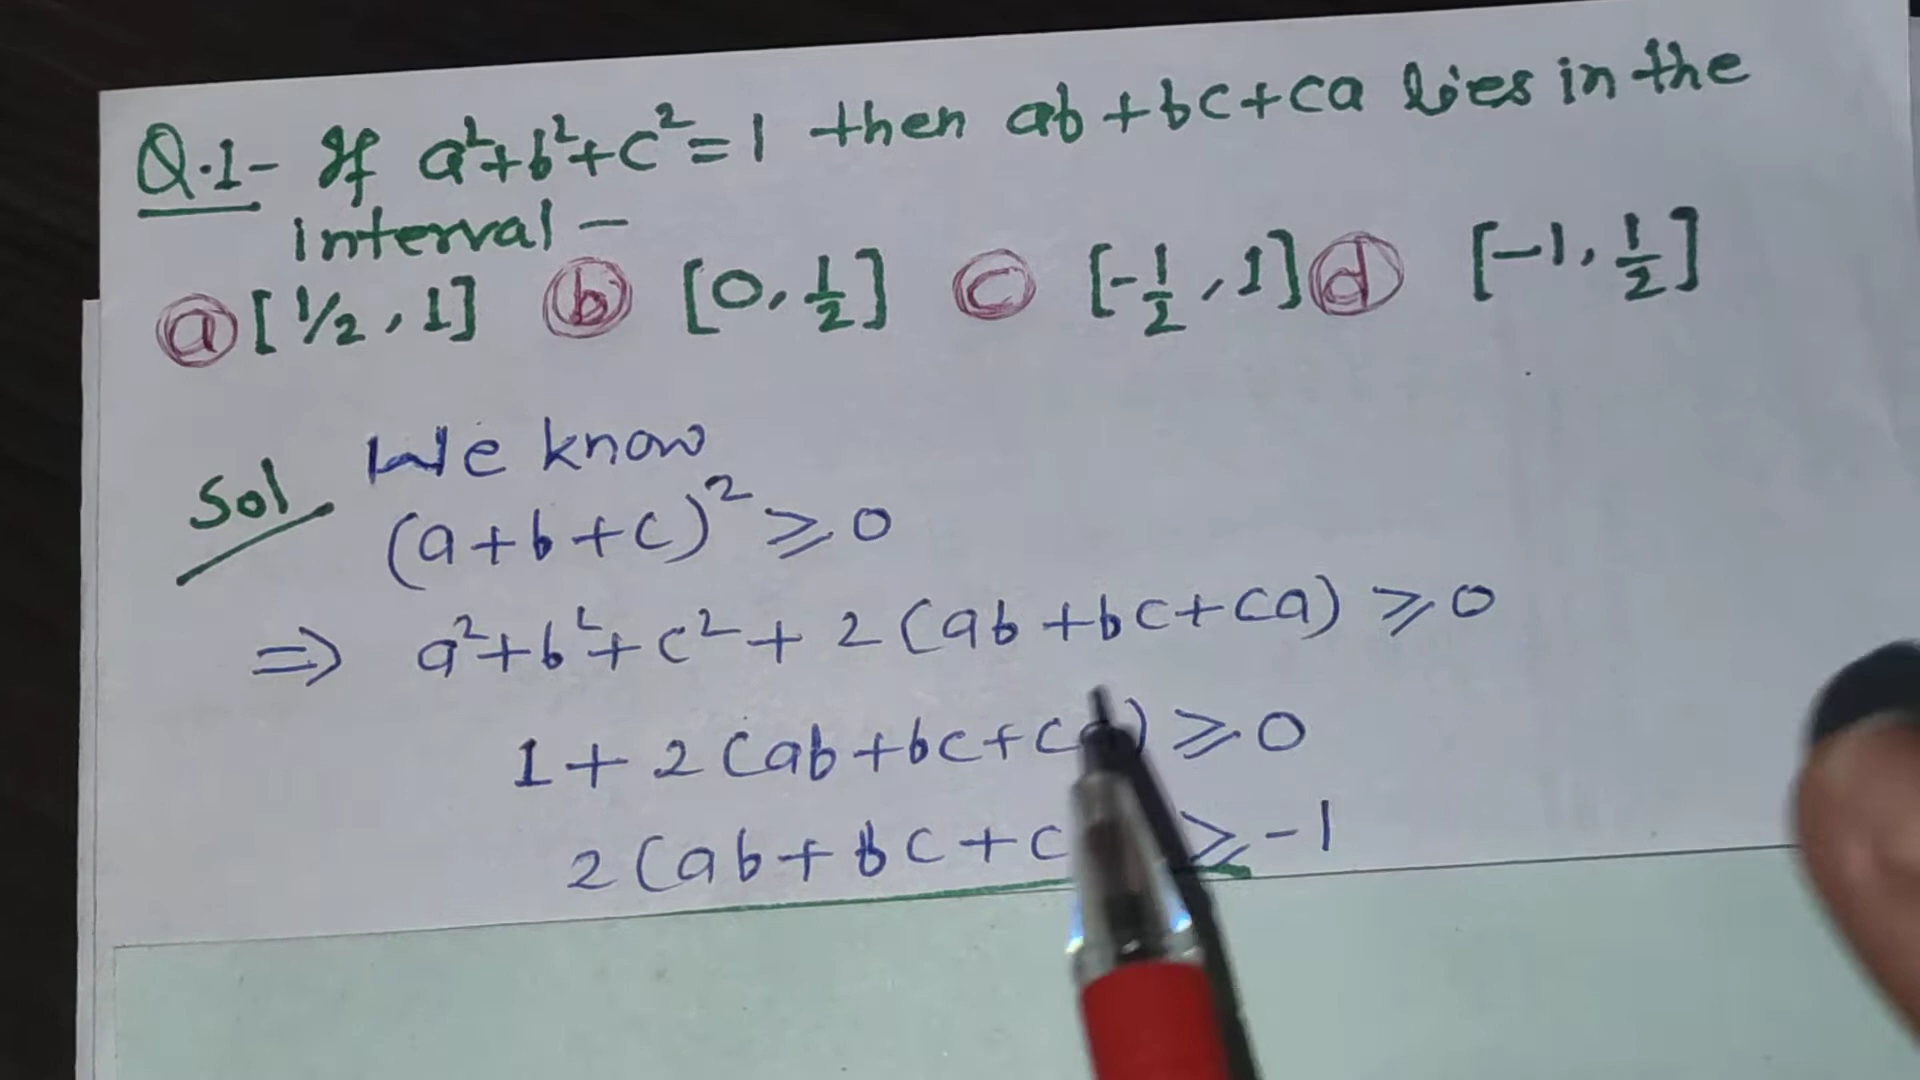 Q.1- If a²+b²+c²=1 then ab+bc+ca lies in the
interval –
ⓐ [1/2, 1] ⓑ [0, 1/2] ⓒ [-1/2, 1] ⓓ [-1, 1/2]
Sol We know
(a+b+c)² ⩾ 0
⇒ a²+b²+c²+2(ab+bc+ca) ⩾ 0
1+2(ab+bc+c ) ⩾ 0
2(ab+bc+c ⩾ -1